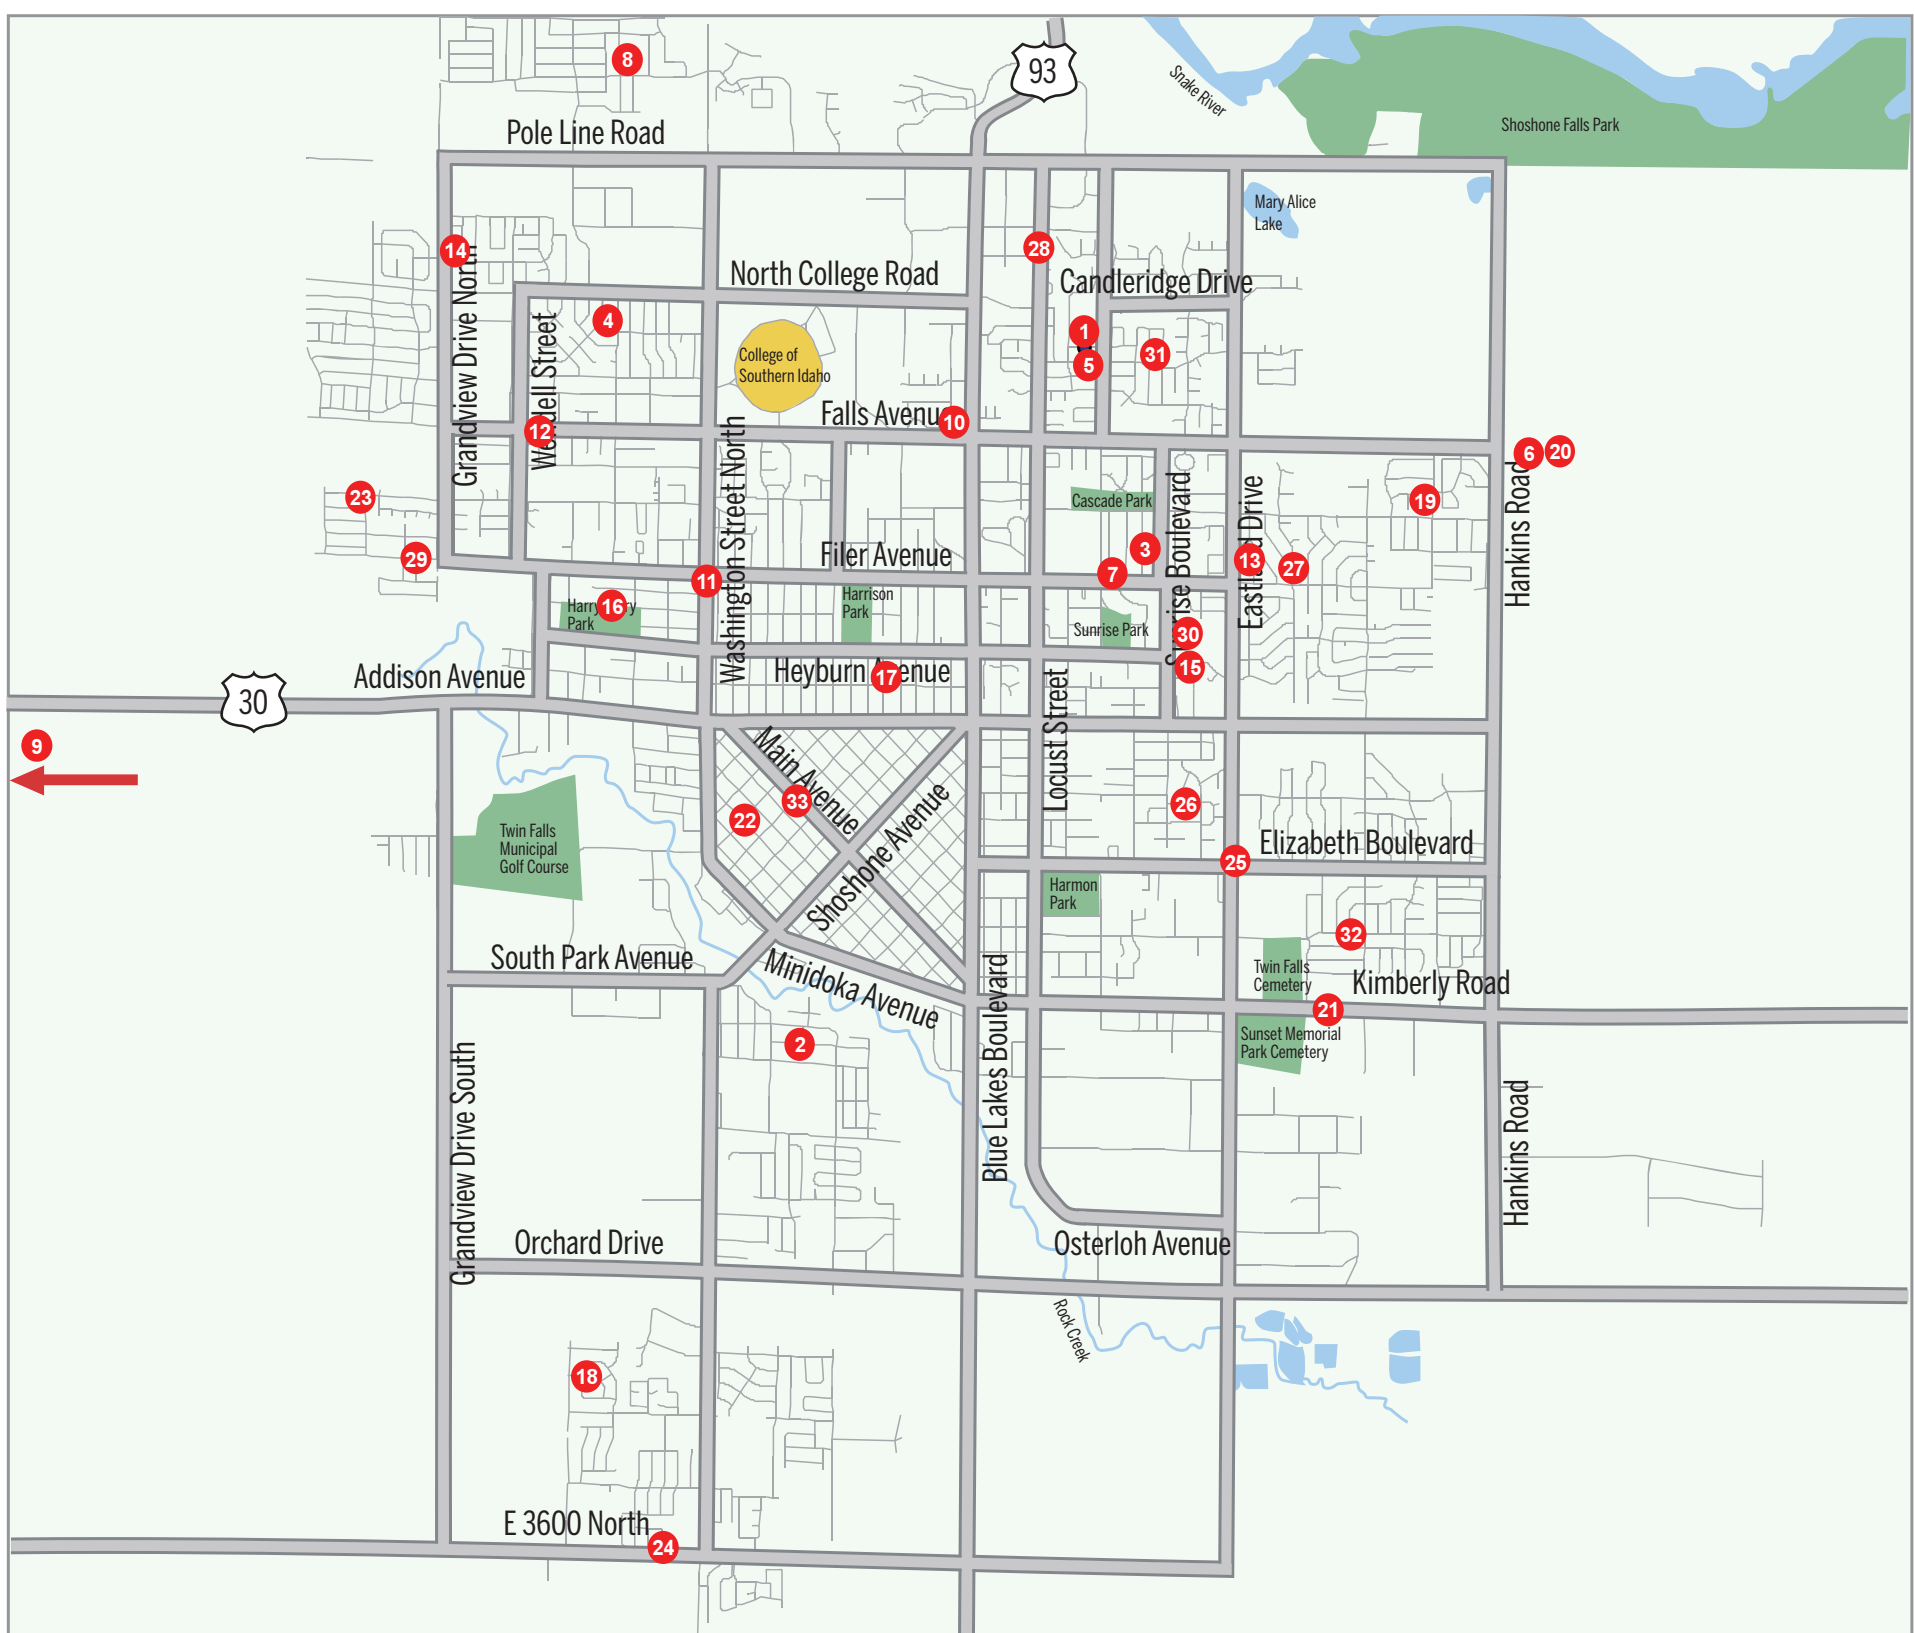 93
8
Snake River
Pole Line Road
Shoshone Falls Park
Mary Alice
Lake
14
28
North College Road
Candleridge Drive
Grandview Drive North
4
Wendell Street
1
College of
Southern Idaho
5
31
Falls Avenue
10
12
6
20
23
Washington Street North
Cascade Park
Sunrise Boulevard
Eastland Drive
19
Hankins Road
29
Filer Avenue
3
13
27
7
11
Harry Barry
Park
16
Harrison
Park
Sunrise Park
30
15
Addison Avenue
Heyburn Avenue
17
30
Locust Street
9
Main Avenue
33
22
26
Shoshone Avenue
Twin Falls
Municipal
Golf Course
Elizabeth Boulevard
25
Harmon
Park
32
South Park Avenue
Minidoka Avenue
Twin Falls
Cemetery
Kimberly Road
21
Blue Lakes Boulevard
Sunset Memorial
Park Cemetery
2
Grandview Drive South
Hankins Road
Orchard Drive
Osterloh Avenue
Rock Creek
18
E 3600 North
24